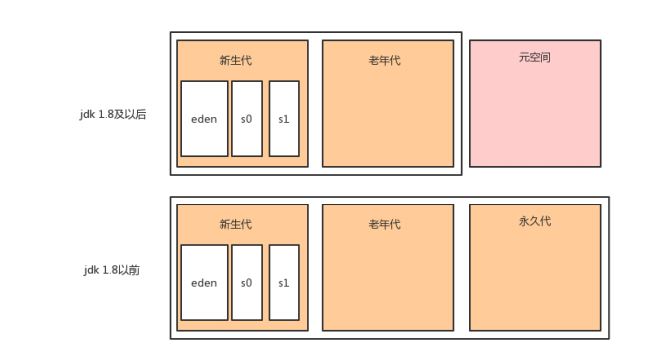 新生代
老年代
元空间
jdk 1.8及以后
eden
s0
s1
新生代
老年代
永久代
jdk 1.8以前
eden
s0
s1